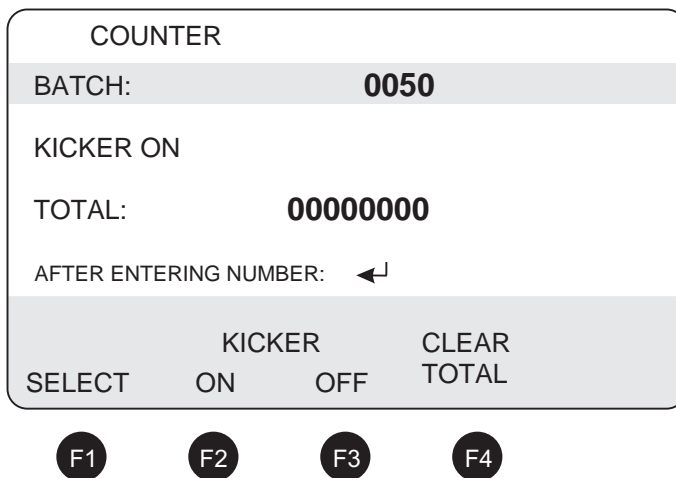 COUNTER
BATCH: 0050
KICKER ON
TOTAL: 00000000
AFTER ENTERING NUMBER:
KICKER CLEAR
SELECT ON OFF TOTAL
F1 F2 F3 F4